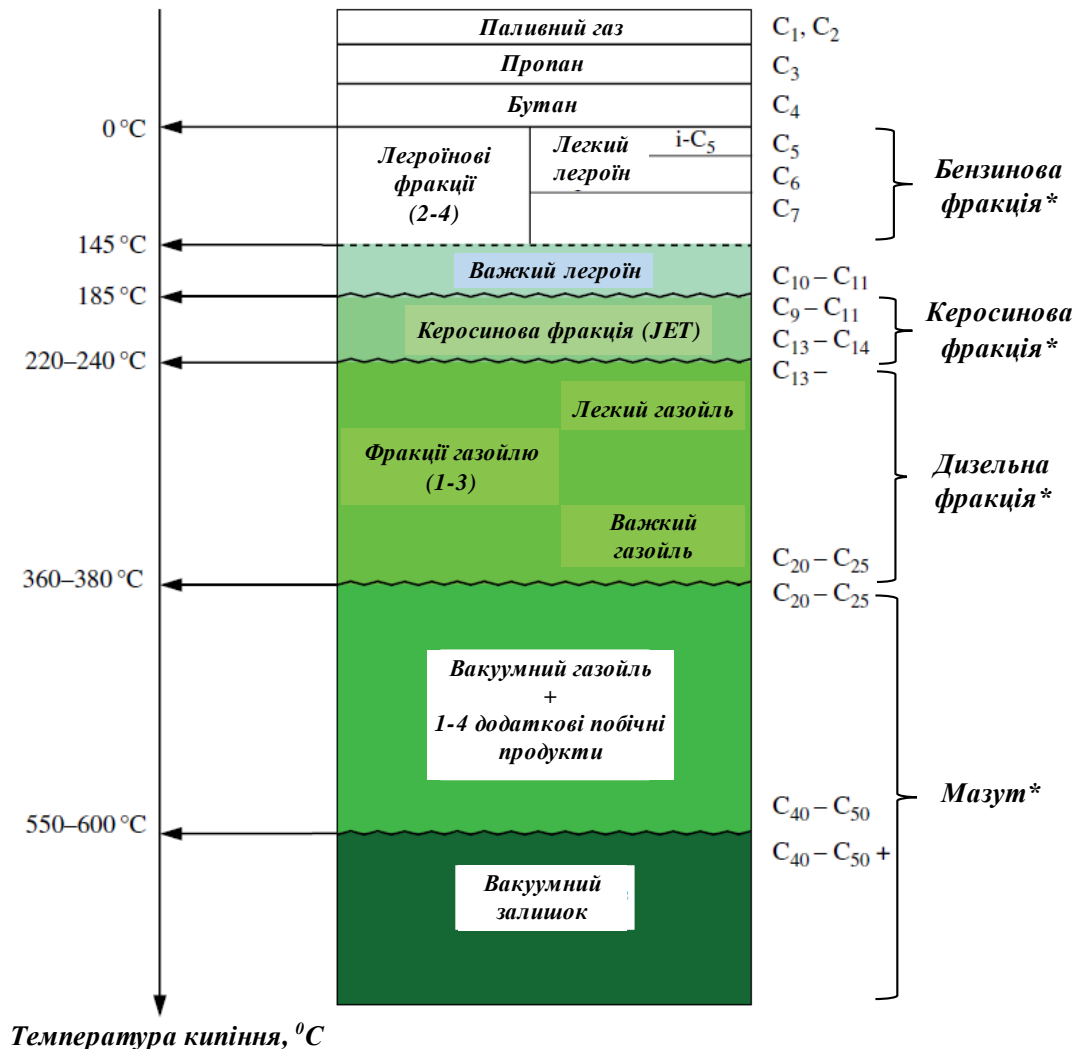 Паливний газ
C₁, C₂
Пропан
C₃
Бутан
C₄
0 °C
Легроїнові
фракції
(2-4)
Легкий
легроїн
i-C₅
C₅
C₆
C₇
Бензинова
фракція*
145 °C
Важкий легроїн
C₁₀ – C₁₁
185 °C
Керосинова фракція (JET)
C₉ – C₁₁
C₁₃ – C₁₄
Керосинова
фракція*
220–240 °C
C₁₃ –
Легкий газойль
Фракції газойлю
(1-3)
Важкий
газойль
Дизельна
фракція*
C₂₀ – C₂₅
360–380 °C
C₂₀ – C₂₅
Вакуумний газойль
+
1-4 додаткові побічні
продукти
Мазут*
C₄₀ – C₅₀
550–600 °C
C₄₀ – C₅₀ +
Вакуумний
залишок
Температура кипіння, ⁰C